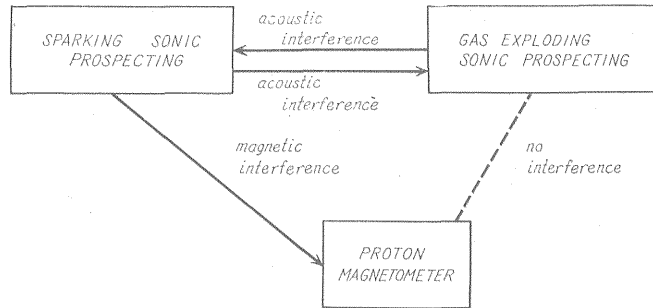 acoustic
interference
SPARKING SONIC
PROSPECTING
GAS EXPLODING
SONIC PROSPECTING
acoustic
interference
magnetic
interference
no
interference
PROTON
MAGNETOMETER